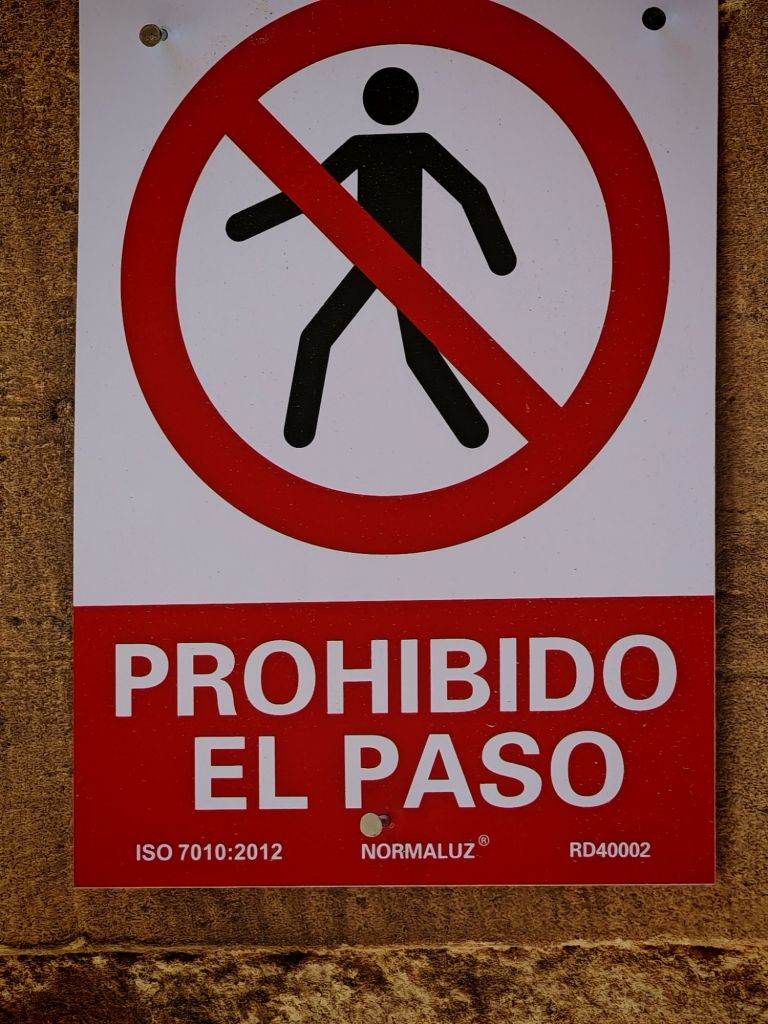 PROHIBIDO
EL PASO
ISO 7010:2012 NORMALUZ® RD40002